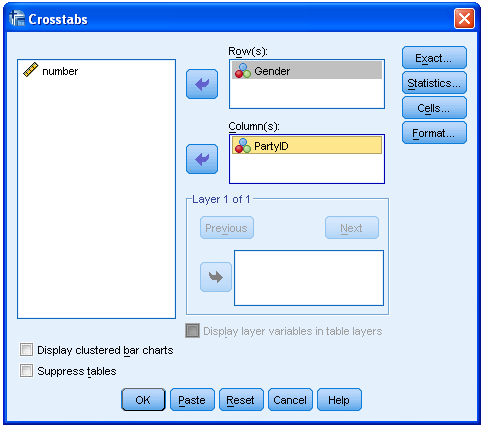 Crosstabs
number
Row(s):
Gender
Column(s):
PartyID
Layer 1 of 1
Previous
Next
Display layer variables in table layers
Exact...
Statistics...
Cells...
Format...
Display clustered bar charts
Suppress tables
OK
Paste
Reset
Cancel
Help